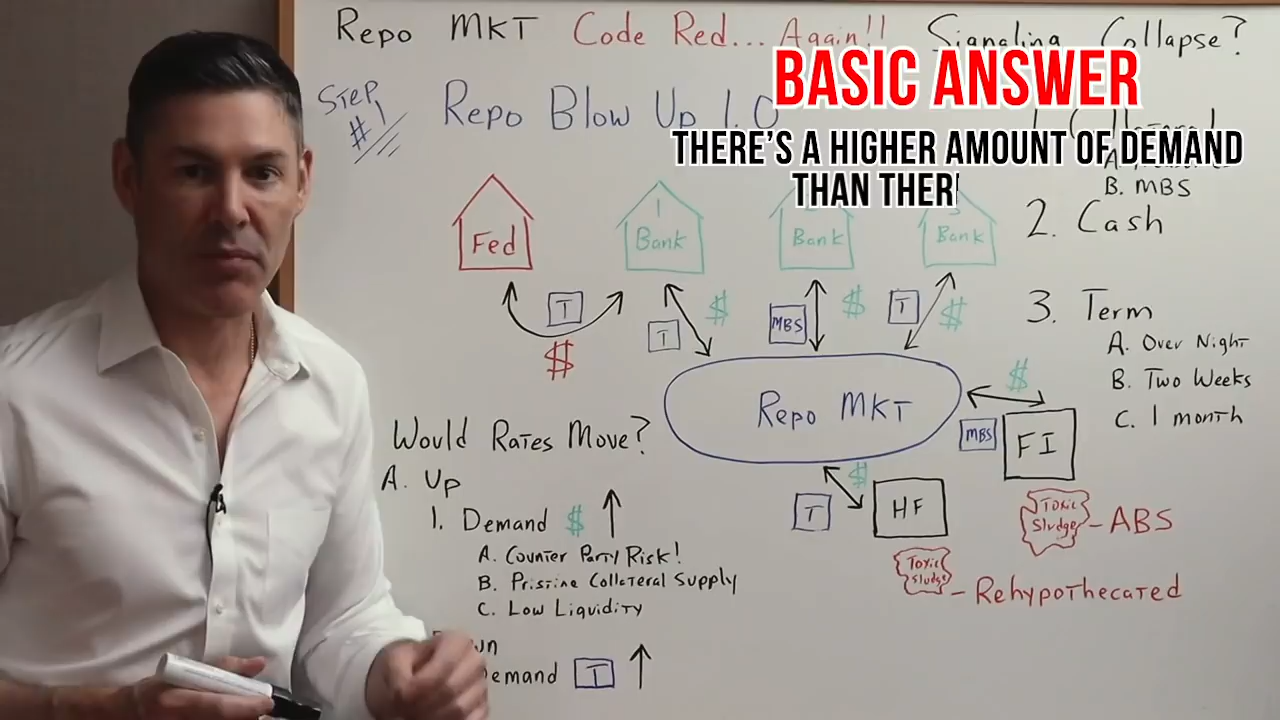 Repo MKT Code Red... Again!! Signaling Collapse?
BASIC ANSWER
THERE'S A HIGHER AMOUNT OF DEMAND
THAN THER
STEP
#1
Repo Blow Up 1.0
B. MBS
2. Cash
3. Term
A. Over Night
B. Two Weeks
C. 1 month
Fed
1
Bank
Bank
Bank
T
$
T
$
MBS
$
T
$
Repo MKT
$
MBS
FI
$
T
HF
Toxic
Sludge
- ABS
Toxic
Sludge
- Rehypothecated
Would Rates Move?
A. Up
1. Demand $
A. Counter Party Risk!
B. Pristine Collateral Supply
C. Low Liquidity
wn
emand T